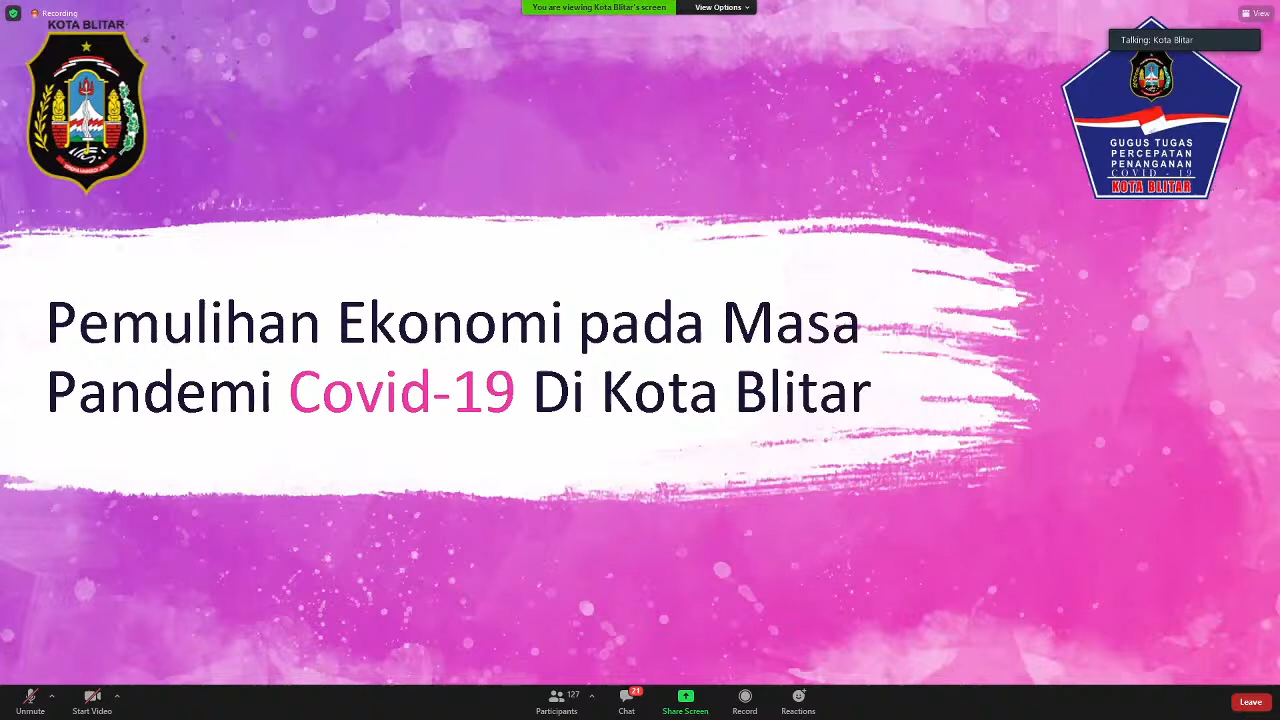 Recording
You are viewing Kota Blitar's screen
View Options
View
KOTA BLITAR
Talking: Kota Blitar
GUGUS TUGAS
PERCEPATAN
PENANGANAN
COVID - 19
KOTA BLITAR
Pemulihan Ekonomi pada Masa
Pandemi Covid-19 Di Kota Blitar
Unmute
Start Video
127
Participants
21
Chat
Share Screen
Record
Reactions
Leave